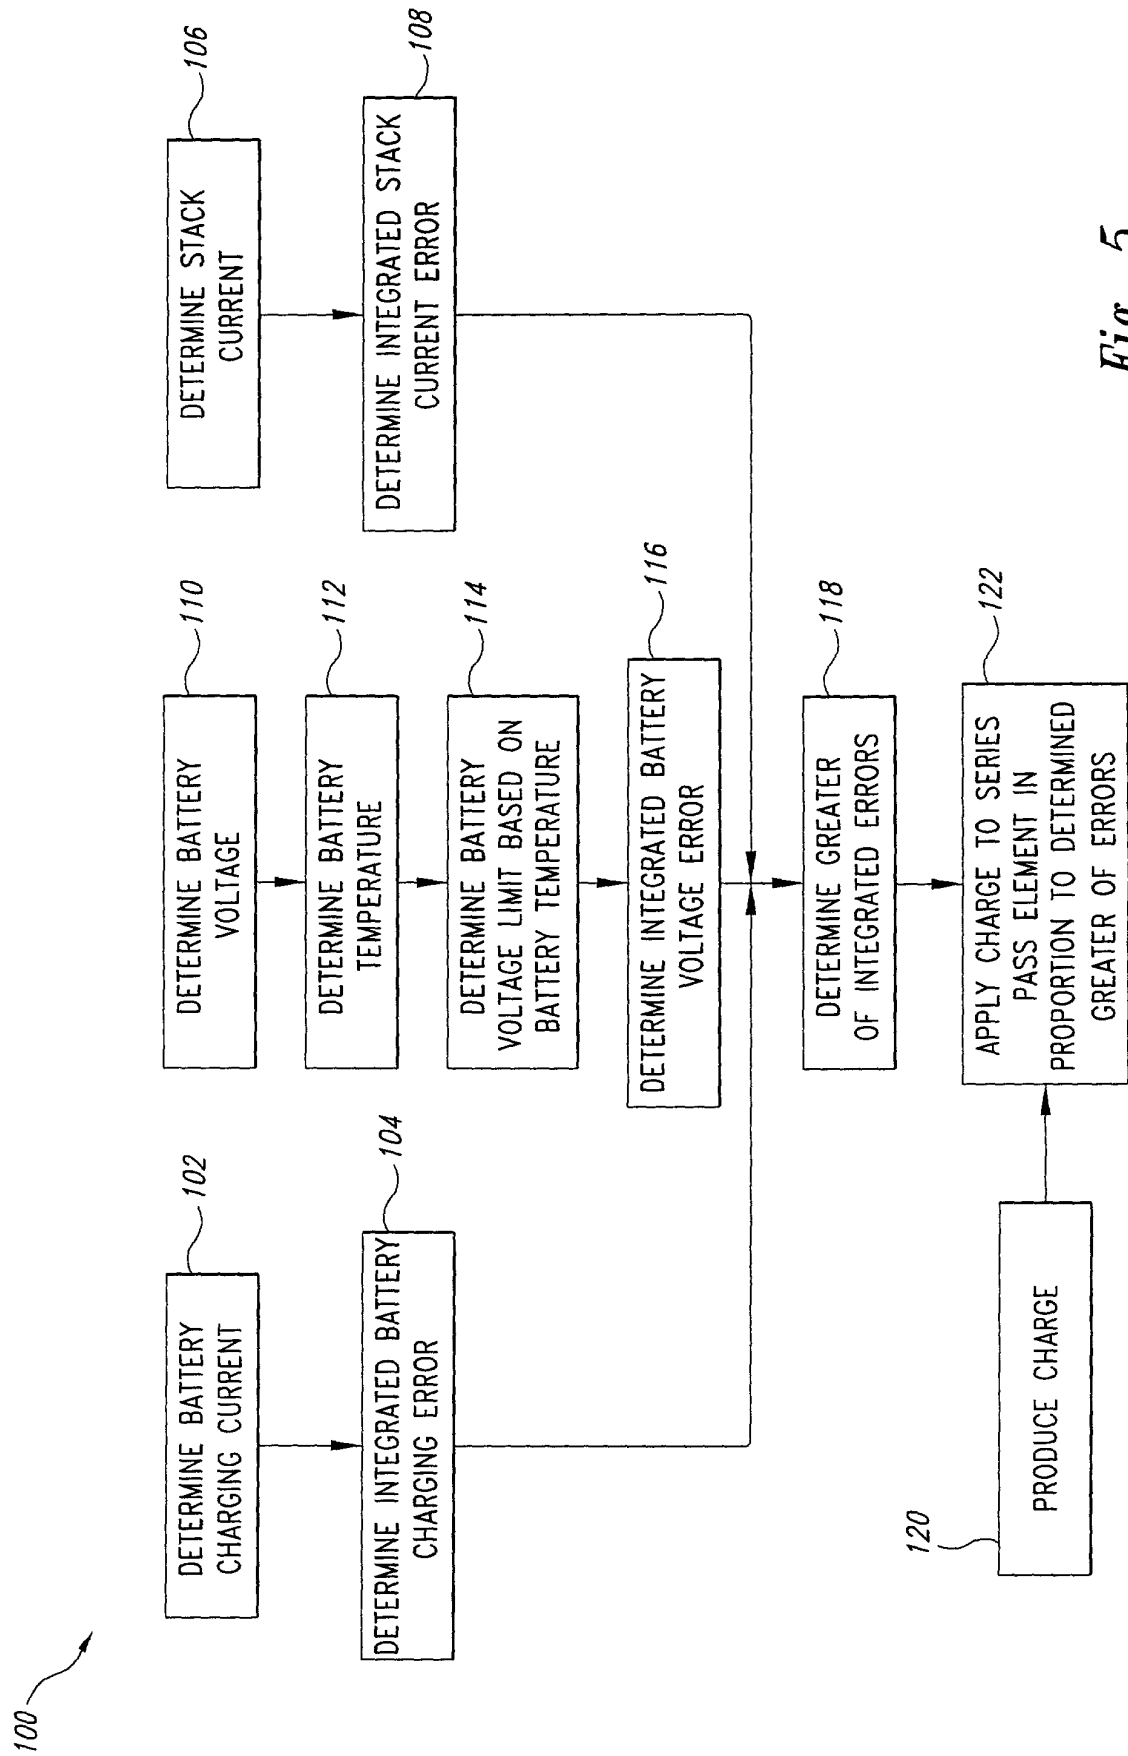 100
102
DETERMINE BATTERY
CHARGING CURRENT
104
DETERMINE INTEGRATED BATTERY
CHARGING ERROR
110
DETERMINE BATTERY
VOLTAGE
112
DETERMINE BATTERY
TEMPERATURE
114
DETERMINE BATTERY
VOLTAGE LIMIT BASED ON
BATTERY TEMPERATURE
116
DETERMINE INTEGRATED BATTERY
VOLTAGE ERROR
106
DETERMINE STACK
CURRENT
108
DETERMINE INTEGRATED STACK
CURRENT ERROR
118
DETERMINE GREATER
OF INTEGRATED ERRORS
120
PRODUCE CHARGE
122
APPLY CHARGE TO SERIES
PASS ELEMENT IN
PROPORTION TO DETERMINED
GREATER OF ERRORS
Fig. 5